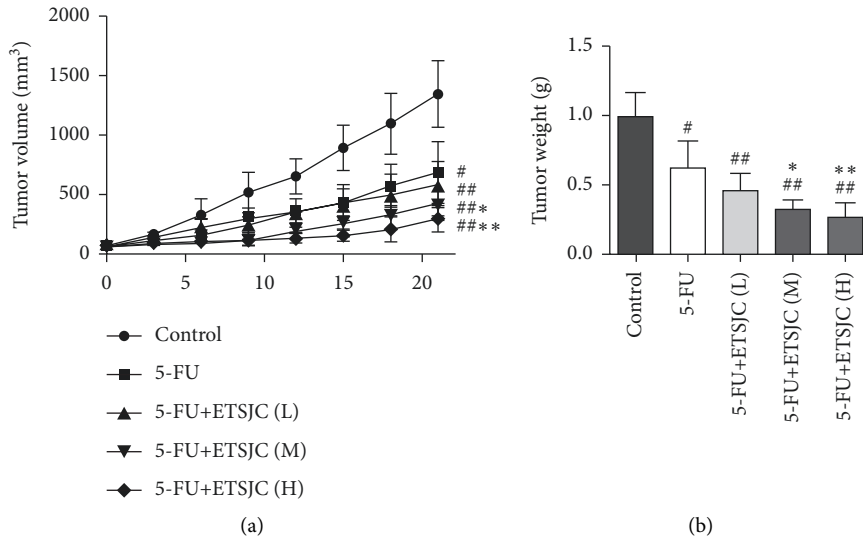 2000
1500
1000
500
0
Tumor volume (mm³)
#
##
##*
##**
0 5 10 15 20
Control
5-FU
5-FU+ETSJC (L)
5-FU+ETSJC (M)
5-FU+ETSJC (H)
(a)
1.5
1.0
0.5
0.0
Tumor weight (g)
#
##
*
##
**
##
Control
5-FU
5-FU+ETSJC (L)
5-FU+ETSJC (M)
5-FU+ETSJC (H)
(b)